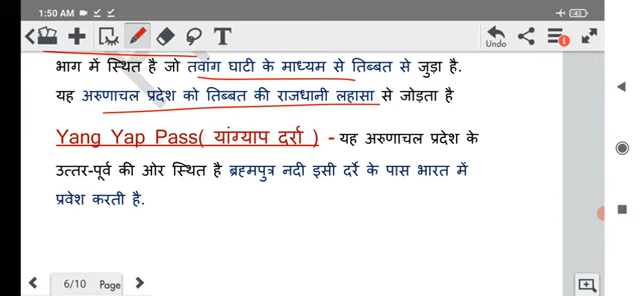 1:50 AM
43
Undo
भाग में स्थित है जो तवांग घाटी के माध्यम से तिब्बत से जुड़ा है.
यह अरुणाचल प्रदेश को तिब्बत की राजधानी लहासा से जोड़ता है
Yang Yap Pass( यांग्याप दर्रा ) - यह अरुणाचल प्रदेश के
उत्तर-पूर्व की ओर स्थित है ब्रह्मपुत्र नदी इसी दर्रे के पास भारत में
प्रवेश करती है.
6/10 Page